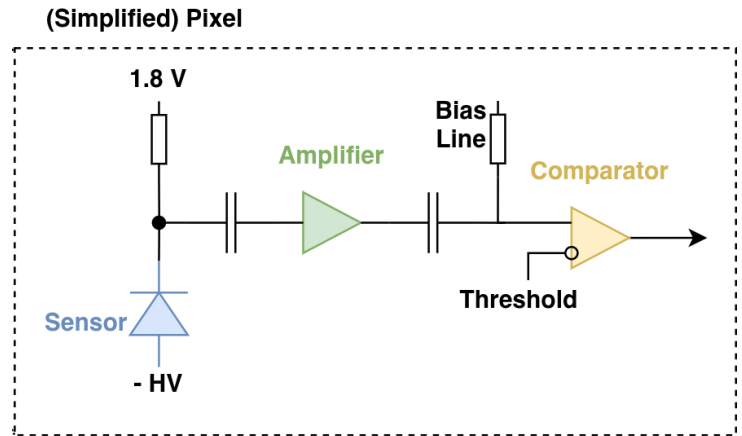 (Simplified) Pixel
1.8 V
Bias
Line
Amplifier
Comparator
Threshold
Sensor
- HV